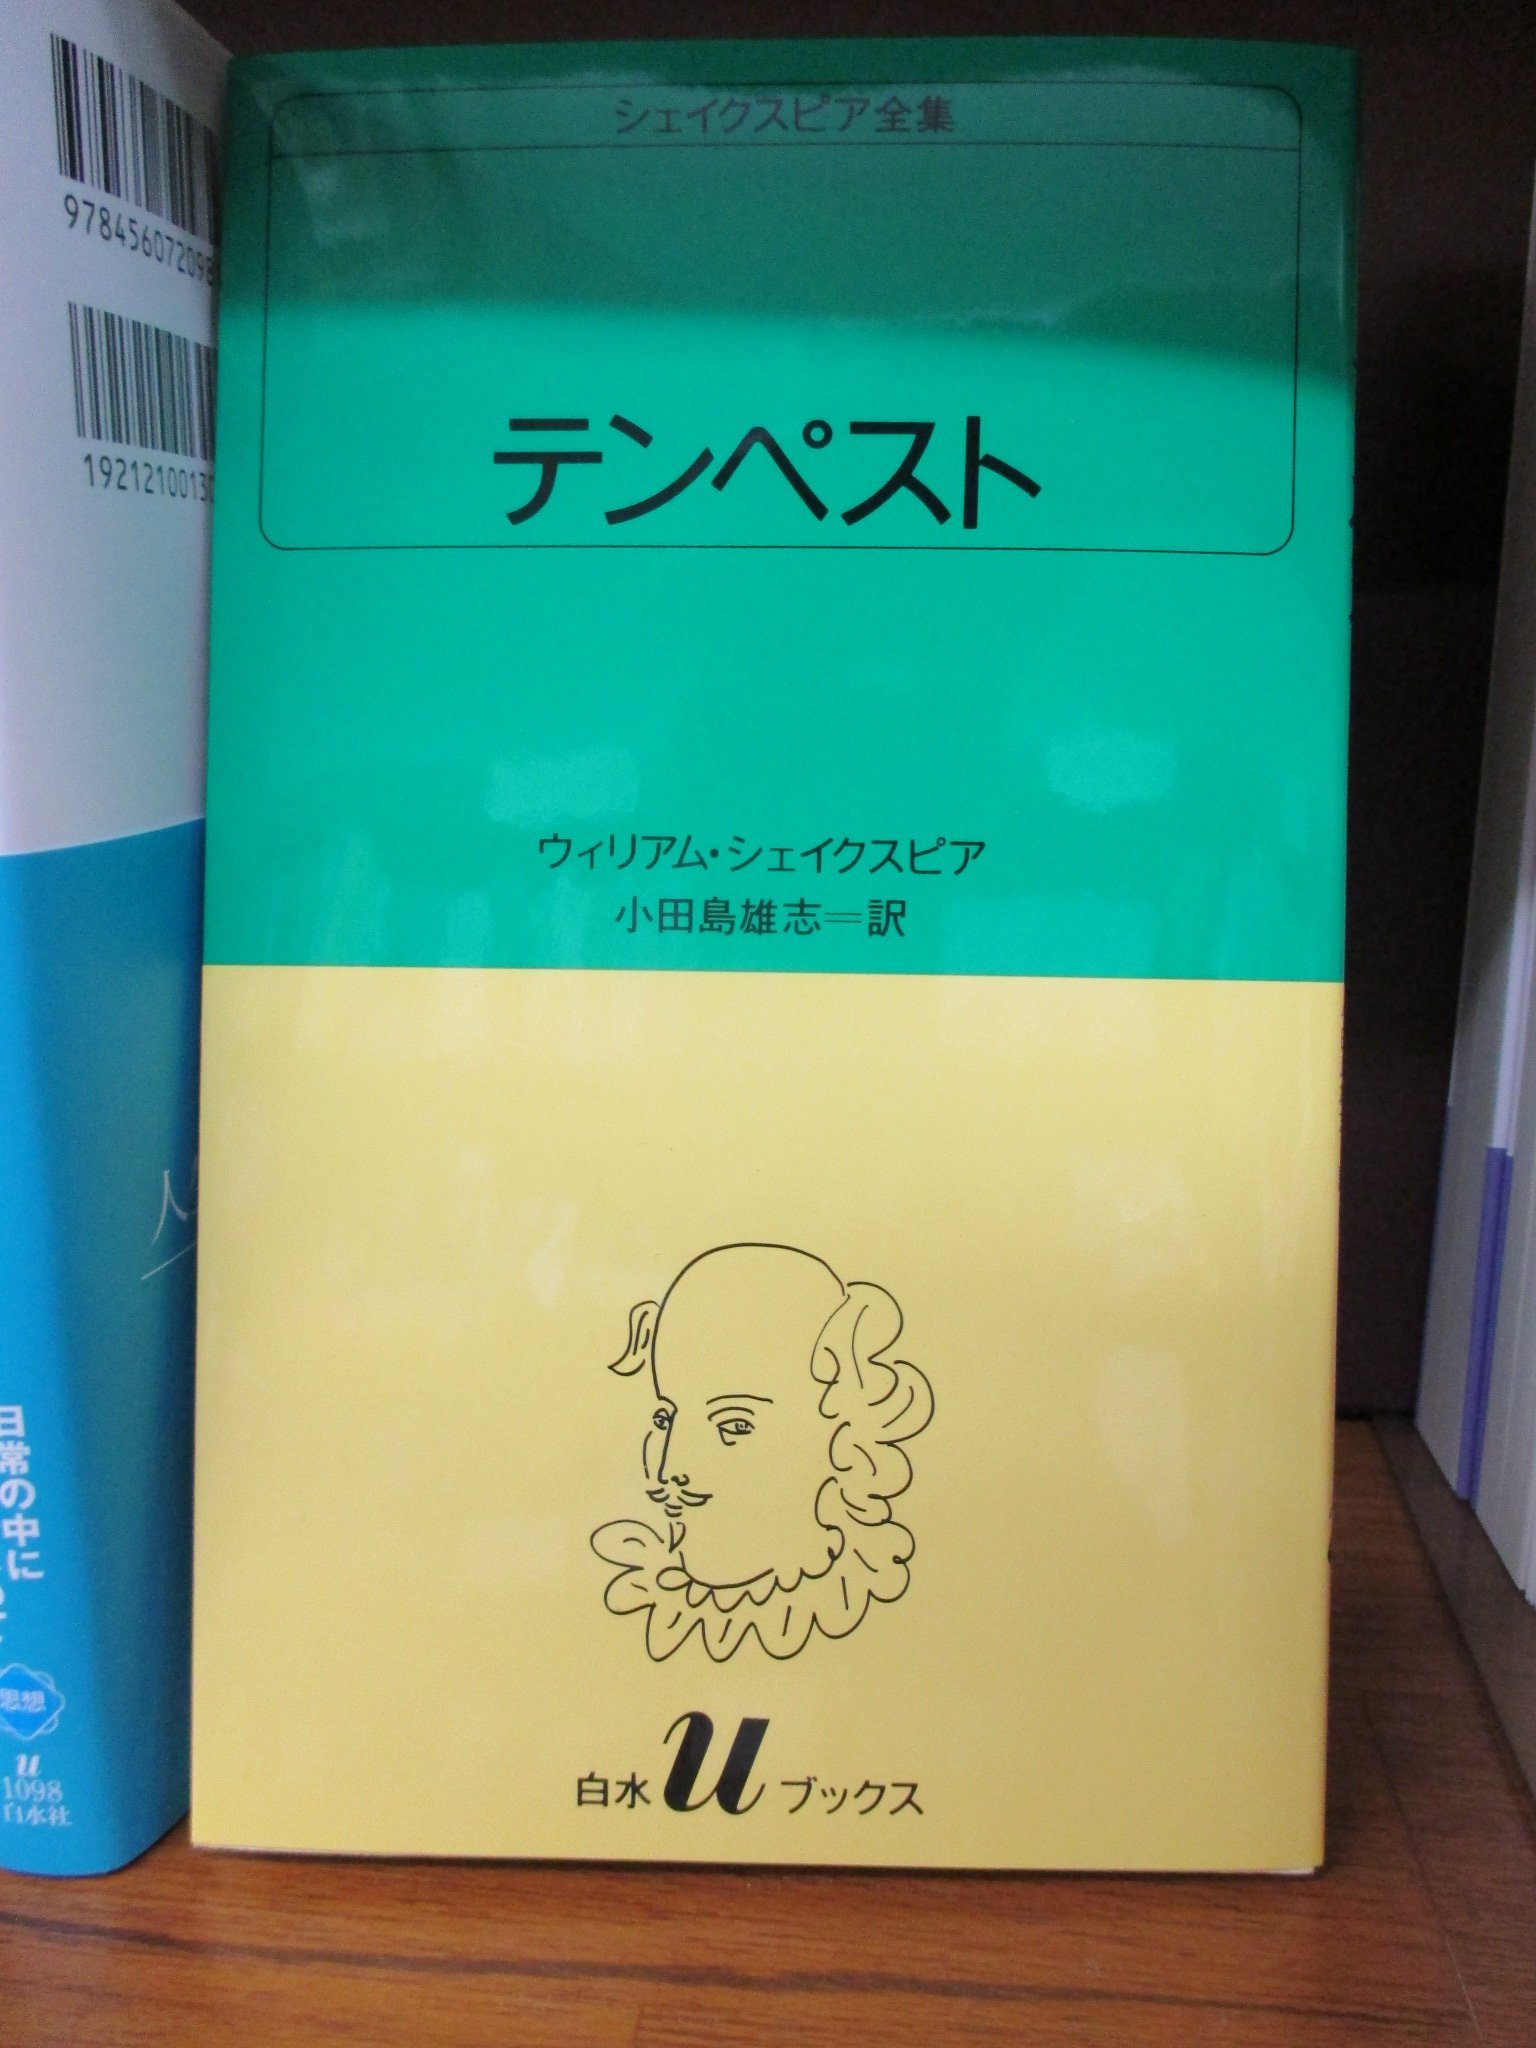 シェイクスピア全集
テンペスト
ウィリアム・シェイクスピア
小田島雄志=訳
白水 u ブックス
19212100130
日常の中に
思想
u
1098
白水社